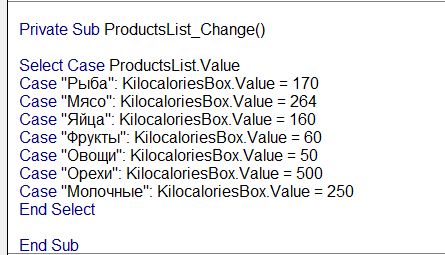 Private Sub ProductsList_Change()
Select Case ProductsList.Value
Case "Рыба": KilocaloriesBox.Value = 170
Case "Мясо": KilocaloriesBox.Value = 264
Case "Яйца": KilocaloriesBox.Value = 160
Case "Фрукты": KilocaloriesBox.Value = 60
Case "Овощи": KilocaloriesBox.Value = 50
Case "Орехи": KilocaloriesBox.Value = 500
Case "Молочные": KilocaloriesBox.Value = 250
End Select
End Sub